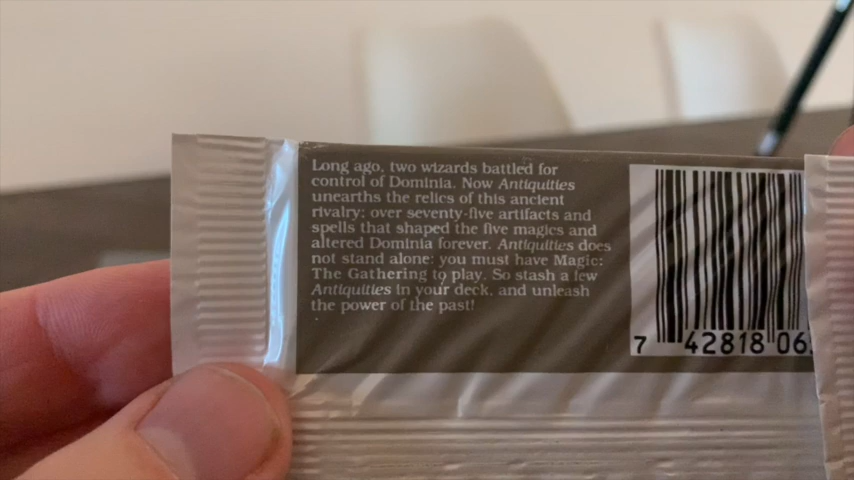 Long ago, two wizards battled for
control of Dominia. Now Antiquities
unearths the relics of this ancient
rivalry; over seventy-five artifacts and
spells that shaped the five magics and
altered Dominia forever. Antiquities does
not stand alone: you must have Magic:
The Gathering to play. So stash a few
Antiquities in your deck, and unleash
the power of the past!
7 42818 06